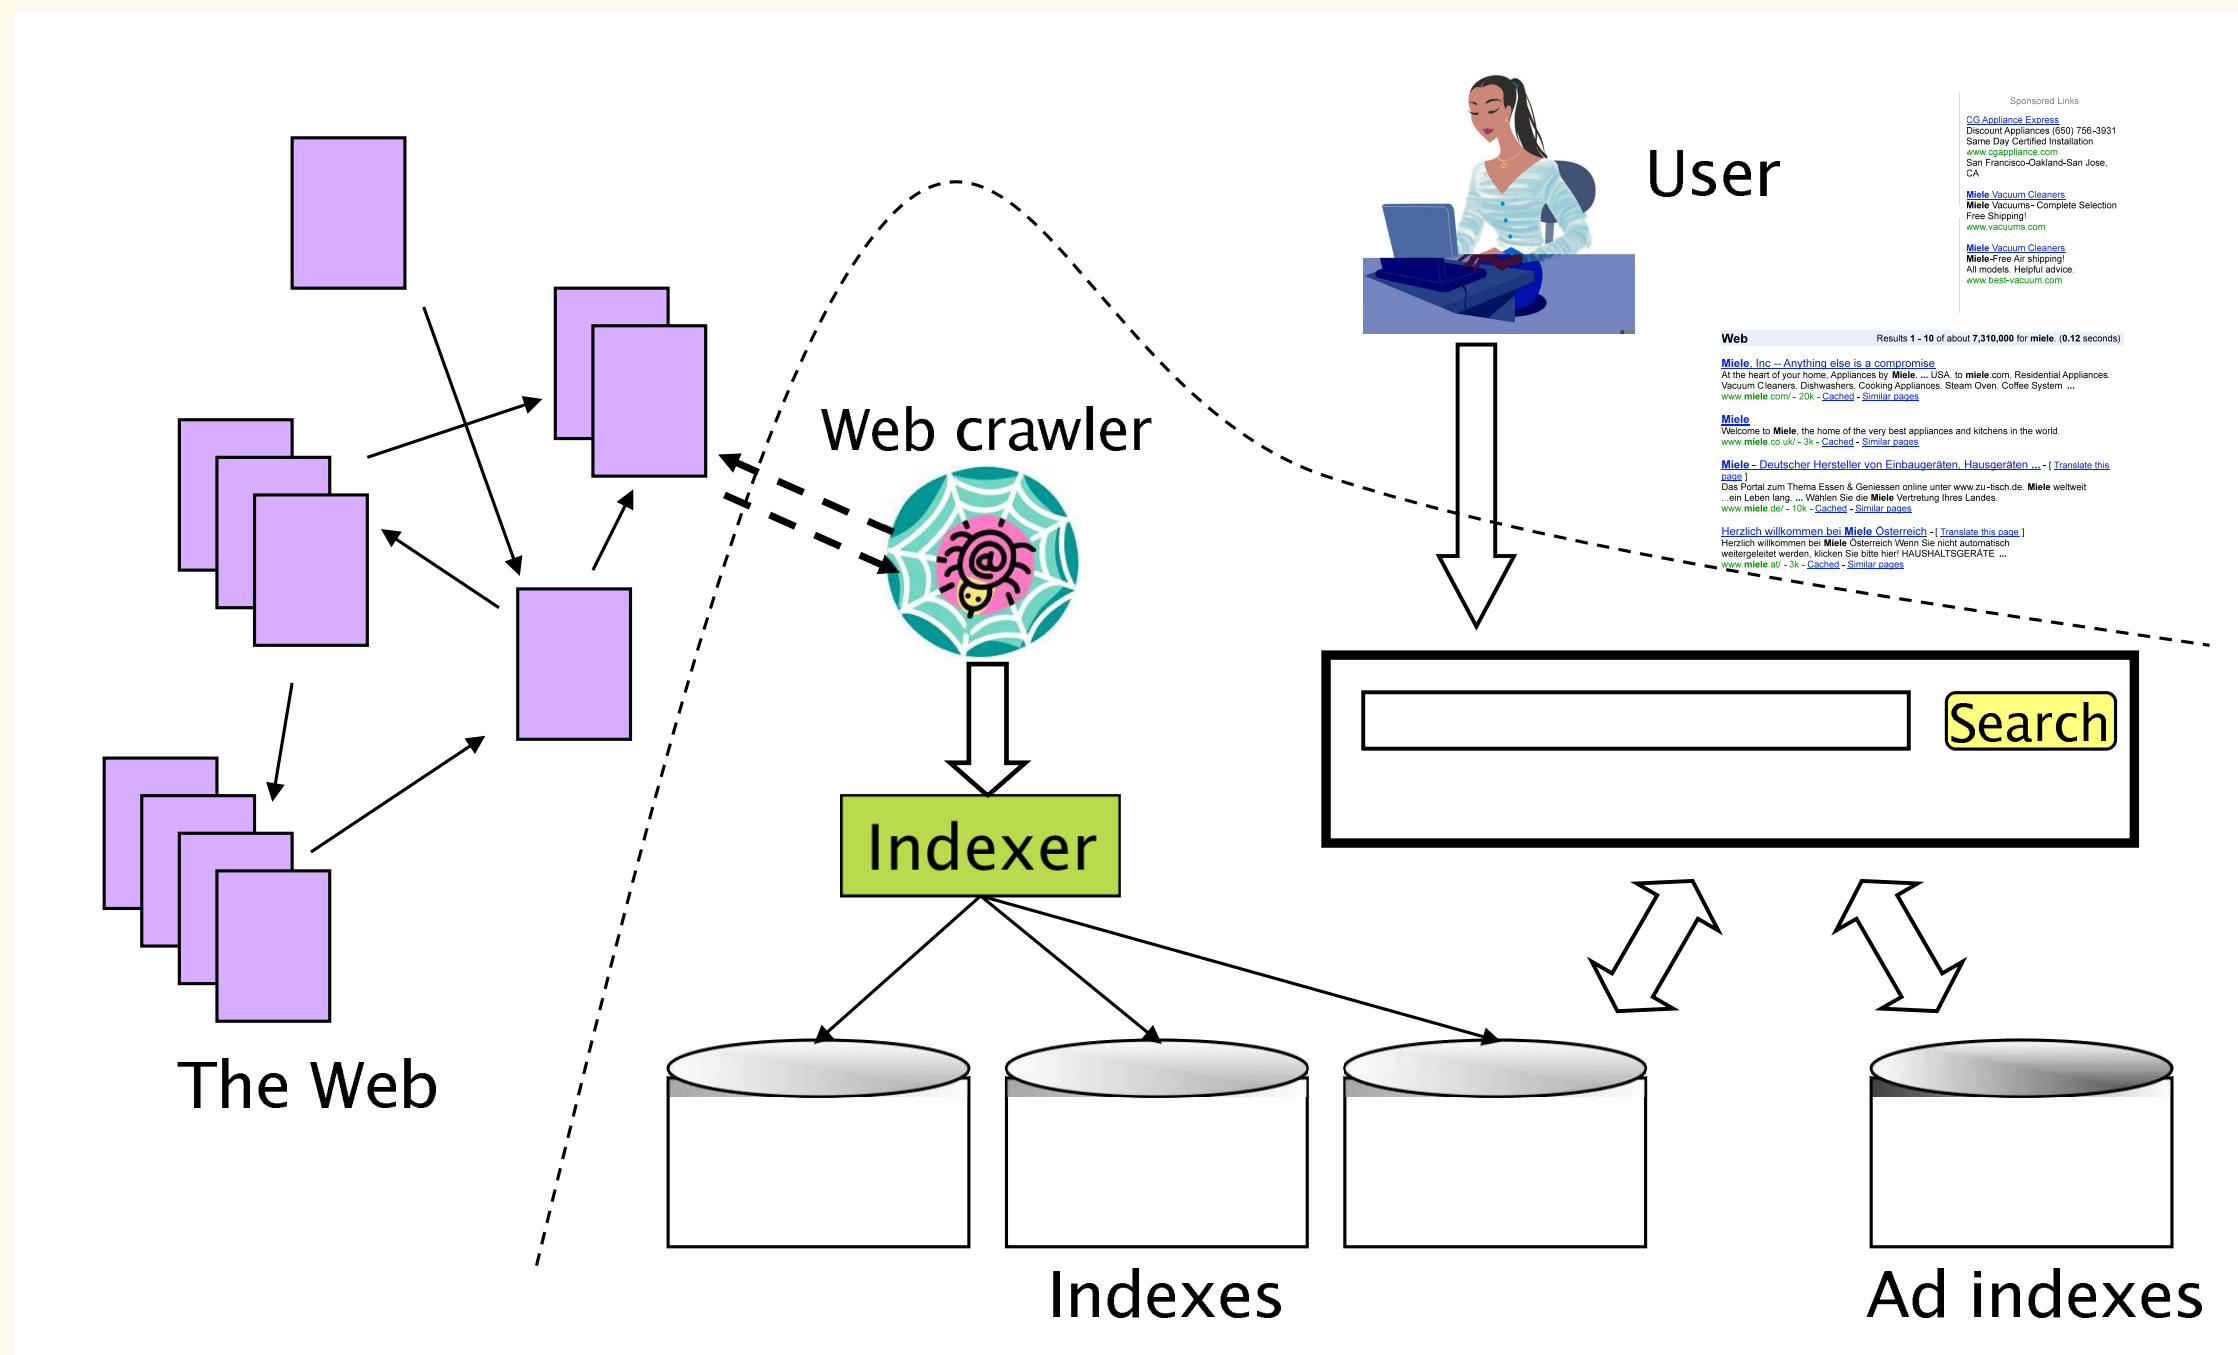 User
Sponsored Links
CG Appliance Express
Discount Appliances (650) 756-3931
Same Day Certified Installation
www.cgappliance.com
San Francisco-Oakland-San Jose,
CA
Miele Vacuum Cleaners
Miele Vacuums- Complete Selection
Free Shipping!
www.vacuums.com
Miele Vacuum Cleaners
Miele-Free Air shipping!
All models. Helpful advice.
www.best-vacuum.com
Web Results 1 - 10 of about 7,310,000 for miele. (0.12 seconds)
Miele, Inc -- Anything else is a compromise
At the heart of your home, Appliances by Miele. ... USA. to miele.com. Residential Appliances.
Vacuum Cleaners. Dishwashers. Cooking Appliances. Steam Oven. Coffee System ...
www.miele.com/ - 20k - Cached - Similar pages
Miele
Welcome to Miele, the home of the very best appliances and kitchens in the world.
www.miele.co.uk/ - 3k - Cached - Similar pages
Miele - Deutscher Hersteller von Einbaugeräten, Hausgeräten ... - [ Translate this
page ]
Das Portal zum Thema Essen & Geniessen online unter www.zu-tisch.de. Miele weltweit
...ein Leben lang. ... Wählen Sie die Miele Vertretung Ihres Landes.
www.miele.de/ - 10k - Cached - Similar pages
Herzlich willkommen bei Miele Österreich - [ Translate this page ]
Herzlich willkommen bei Miele Österreich Wenn Sie nicht automatisch
weitergeleitet werden, klicken Sie bitte hier! HAUSHALTSGERÄTE ...
www.miele.at/ - 3k - Cached - Similar pages
Web crawler
@
Search
Indexer
The Web
Indexes
Ad indexes